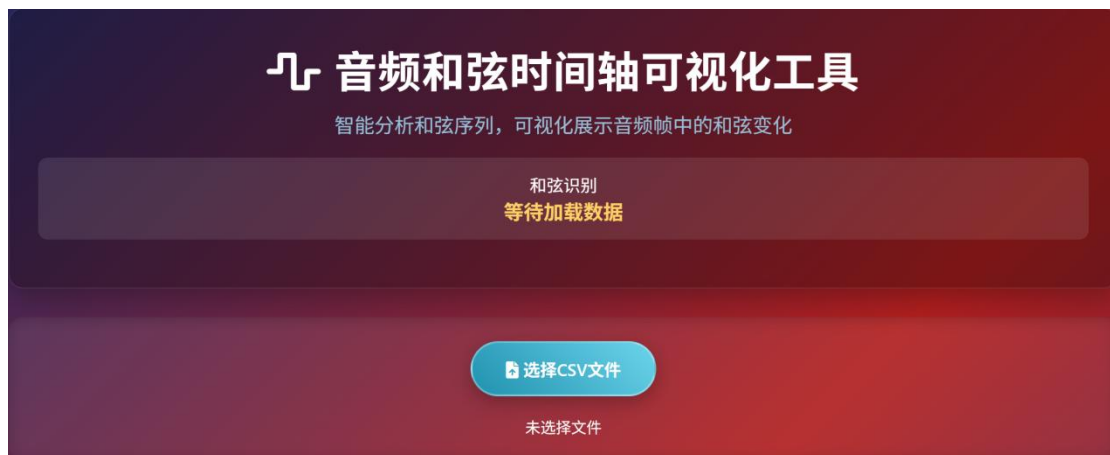 音频和弦时间轴可视化工具
智能分析和弦序列，可视化展示音频帧中的和弦变化
和弦识别
等待加载数据
选择CSV文件
未选择文件